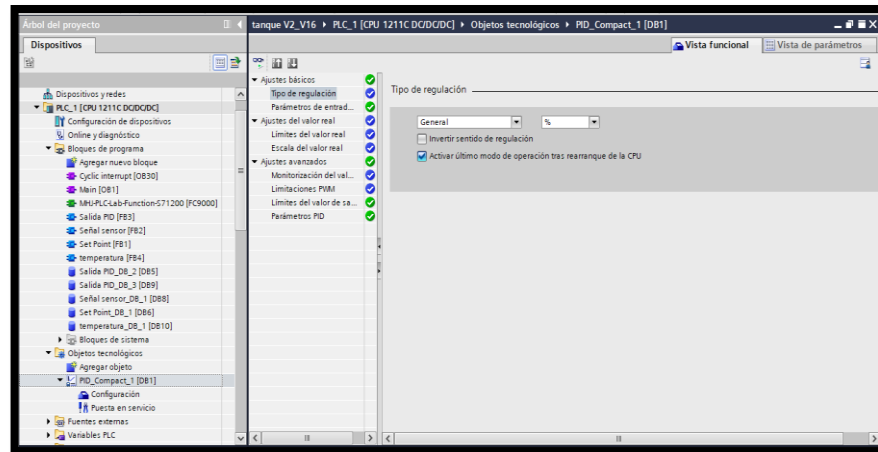 Árbol del proyecto
tanque V2_V16 ▸ PLC_1 [CPU 1211C DC/DC/DC] ▸ Objetos tecnológicos ▸ PID_Compact_1 [DB1]
Dispositivos
Vista funcional
Vista de parámetros
Dispositivos y redes
PLC_1 [CPU 1211C DC/DC/DC]
Configuración de dispositivos
Online y diagnóstico
Bloques de programa
Agregar nuevo bloque
Cyclic interrupt [OB30]
Main [OB1]
MHJ-PLC-Lab-Function-S71200 [FC9000]
Salida PID [FB3]
Señal sensor [FB2]
Set Point [FB1]
temperatura [FB4]
Salida PID_DB_2 [DB5]
Salida PID_DB_3 [DB9]
Señal sensor_DB_1 [DB8]
Set Point_DB_1 [DB6]
temperatura_DB_1 [DB10]
Bloques de sistema
Objetos tecnológicos
Agregar objeto
PID_Compact_1 [DB1]
Configuración
Puesta en servicio
Fuentes externas
Variables PLC
Ajustes básicos
Tipo de regulación
Parámetros de entrad...
Ajustes del valor real
Límites del valor real
Escala del valor real
Ajustes avanzados
Monitorización del val...
Limitaciones PWM
Límites del valor de sa...
Parámetros PID
Tipo de regulación
General
%
Invertir sentido de regulación
Activar último modo de operación tras rearranque de la CPU